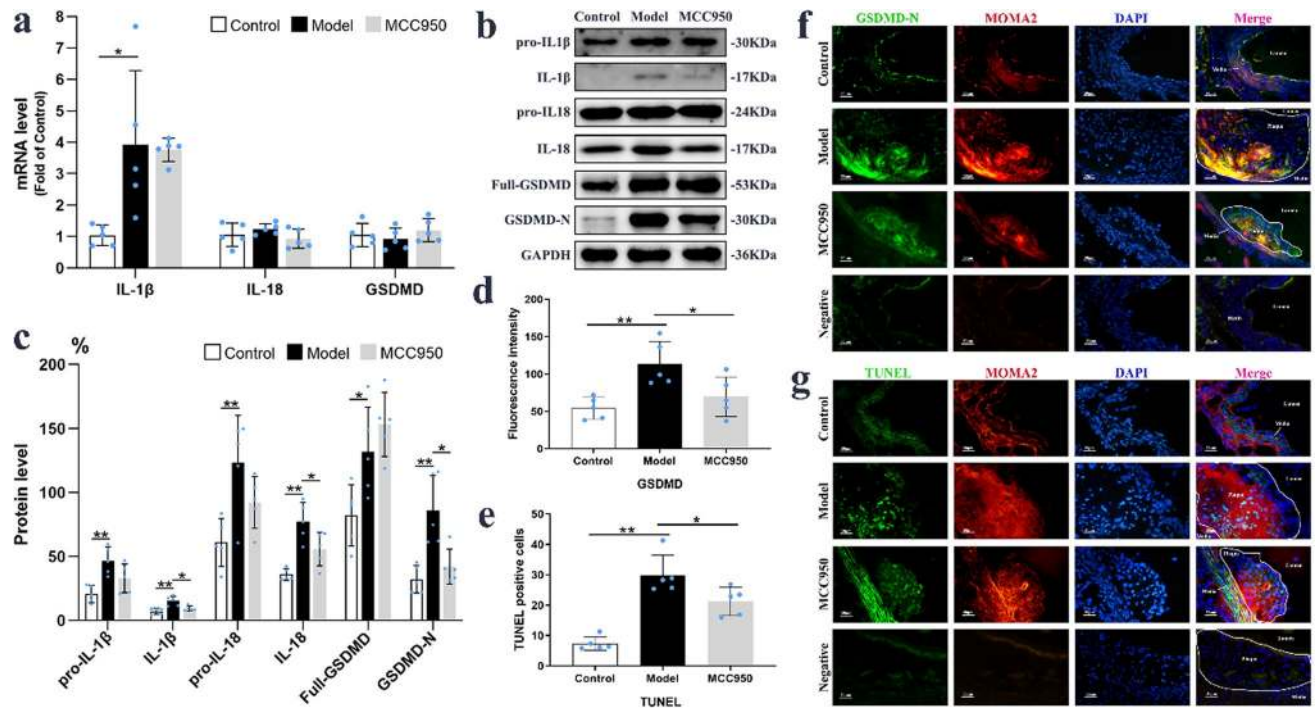 a
Control Model MCC950
mRNA level
(Fold of Control)
8
7
6
5
4
3
2
1
0
*
IL-1β IL-18 GSDMD
b
Control Model MCC950
pro-IL1β -30KDa
IL-1β -17KDa
pro-IL18 -24KDa
IL-18 -17KDa
Full-GSDMD -53KDa
GSDMD-N -30KDa
GAPDH -36KDa
c
%
Control Model MCC950
Protein level
200
150
100
50
0
** ** * ** ** * * ** *
pro-IL-1β IL-1β pro-IL-18 IL-18 Full-GSDMD GSDMD-N
d
Fluorescence intensity
200
150
100
50
0
** *
Control Model MCC950
GSDMD
e
TUNEL positive cells
50
40
30
20
10
0
** *
Control Model MCC950
TUNEL
f
GSDMD-N MOMA2 DAPI Merge
Control
Model
MCC950
Negative
g
TUNEL MOMA2 DAPI Merge
Control
Model
MCC950
Negative